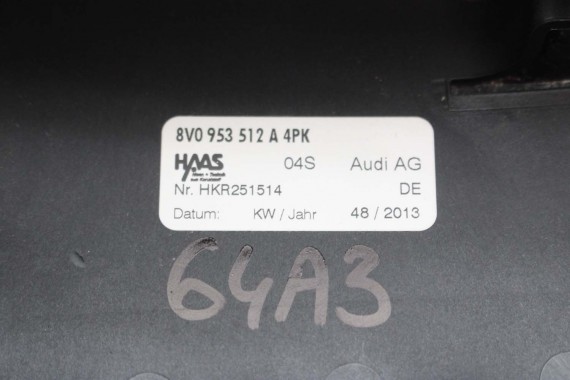 8V0 953 512 A 4PK
HAAS 04S Audi AG
Nr. HKR251514 DE
Datum: KW / Jahr 48 / 2013
64A3